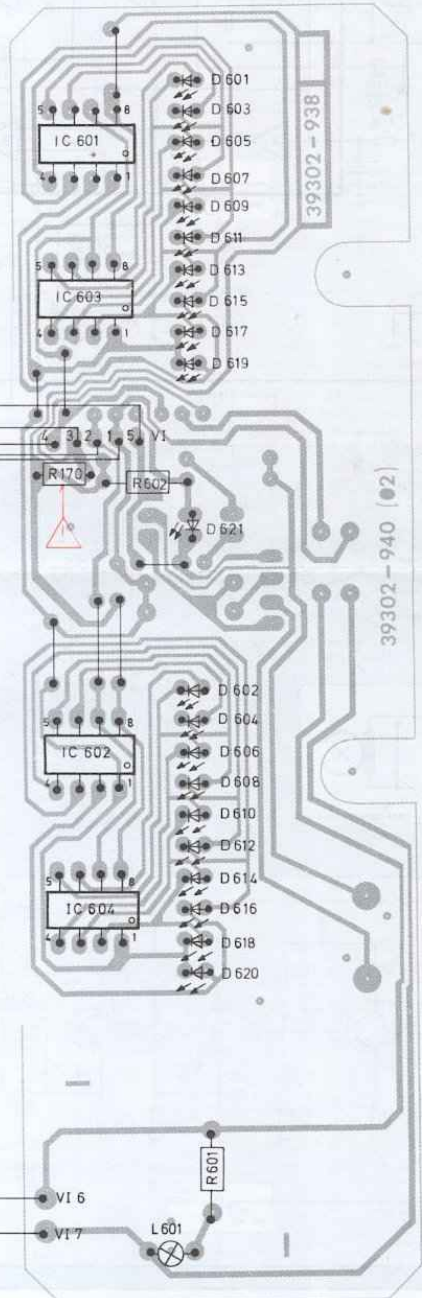 D 601
5 8
IC 601
4 1
D 603
D 605
D 607
D 609
D 611
D 613
D 615
D 617
D 619
39302-938
5 8
IC 603
4 1
4 3 2 1 5 VI
R170
R602
D 621
39302-940 (02)
D 602
D 604
D 606
D 608
D 610
D 612
D 614
D 616
D 618
D 620
5 8
IC 602
4 1
5 8
IC 604
4 1
R601
VI 6
VI 7
L601